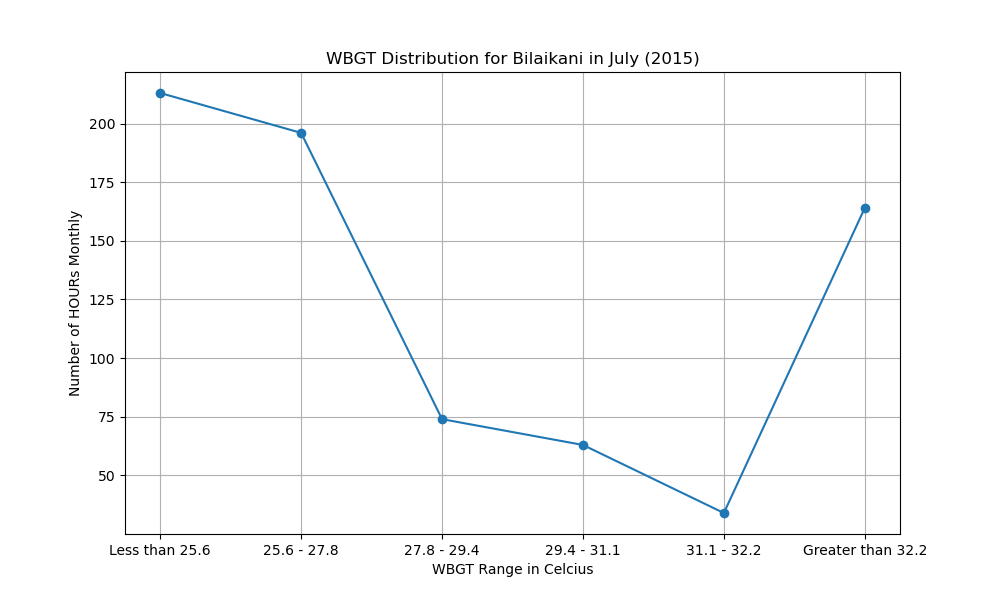 WBGT Distribution for Bilaikani in July (2015)
Number of HOURs Monthly
200
175
150
125
100
75
50
Less than 25.6
25.6 - 27.8
27.8 - 29.4
29.4 - 31.1
31.1 - 32.2
Greater than 32.2
WBGT Range in Celcius